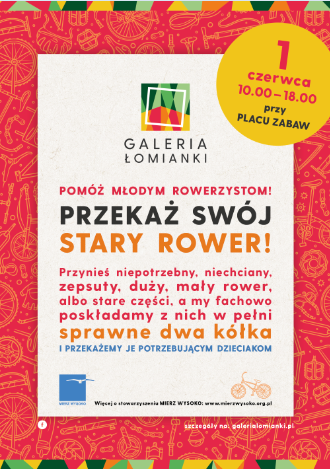 1
czerwca
10.00–18.00
przy
PLACU ZABAW
GALERIA
ŁOMIANKI
POMÓŻ MŁODYM ROWERZYSTOM!
PRZEKAŻ SWÓJ
STARY ROWER!
Przynieś niepotrzebny, niechciany,
zepsuty, duży, mały rower,
albo stare części, a my fachowo
poskładamy z nich w pełni
sprawne dwa kółka
I PRZEKAŻEMY JE POTRZEBUJĄCYM DZIECIAKOM
MIERZ WYSOKO
Więcej o stowarzyszeniu MIERZ WYSOKO: www.mierzwysoko.org.pl
szczegóły na: galerialomianki.pl